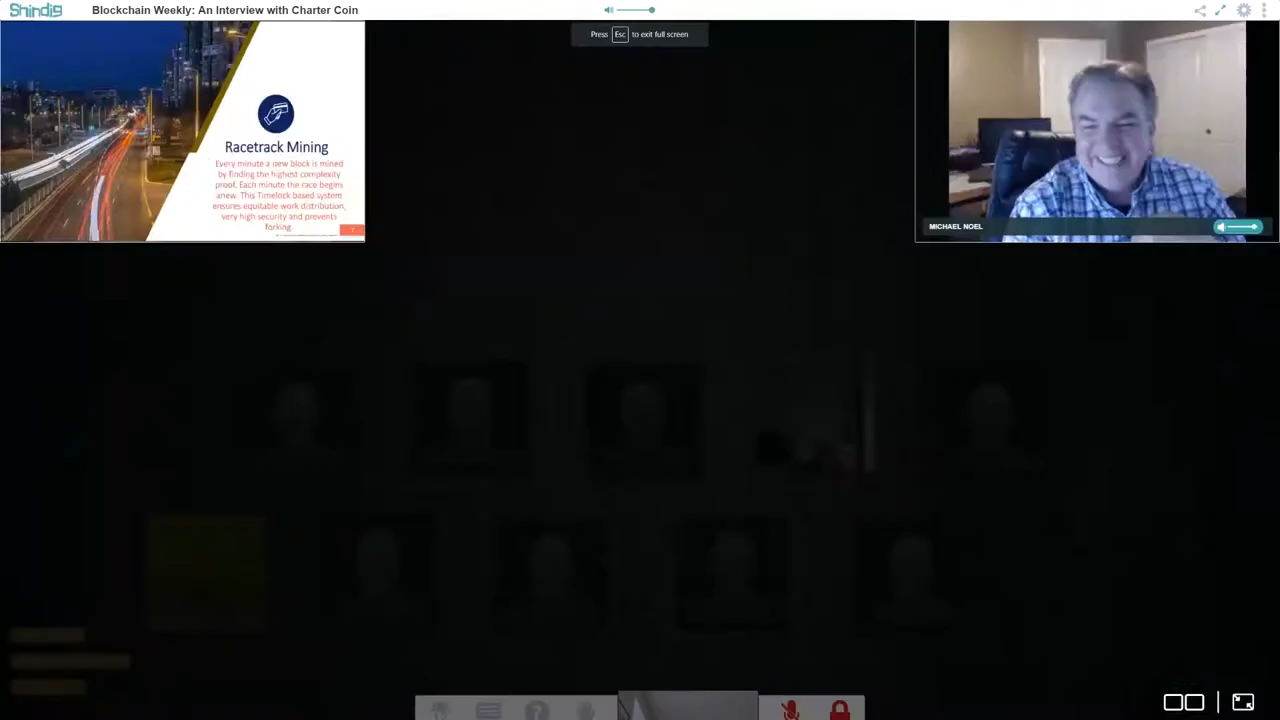 Shindig
Blockchain Weekly: An Interview with Charter Coin
Press Esc to exit full screen
Racetrack Mining
Every minute a new block is mined
by finding the highest complexity
proof. Each minute the race begins
anew. This Timelock based system
ensures equitable work distribution,
very high security and prevents
forking
7
MICHAEL NOEL